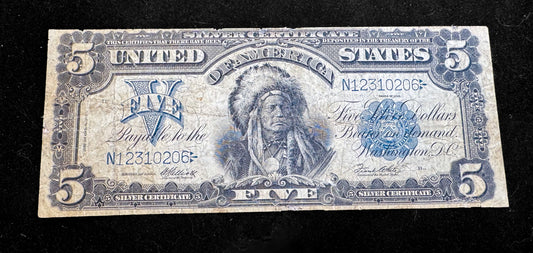 SILVER CERTIFICATE
5 THIS CERTIFIES THAT THERE HAVE BEEN DEPOSITED IN THE TREASURY OF THE 5
UNITED STATES
OF AMERICA
N12310206
V
FIVE
Five Silver Dollars
Payable to the Bearer on demand.
N12310206
Washington, D.C.
5 FIVE 5
SILVER CERTIFICATE SILVER CERTIFICATE